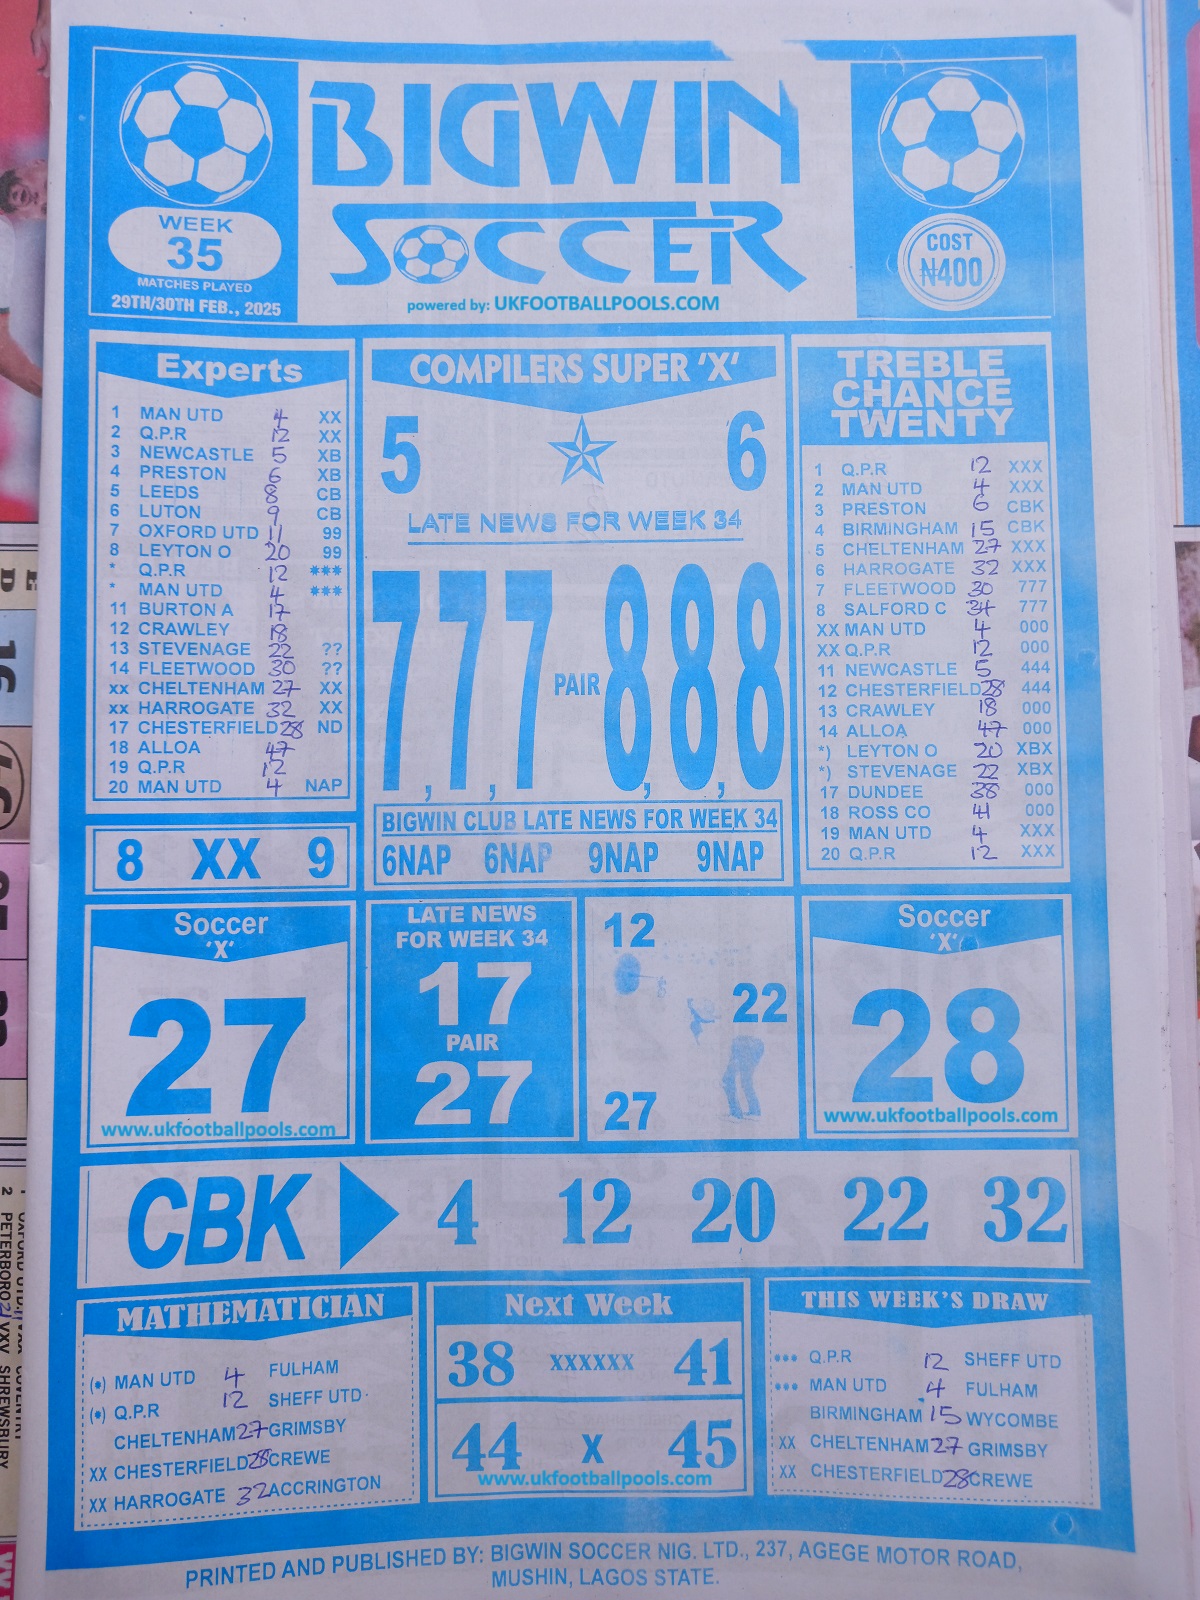 BIGWIN
SOCCER
powered by: UKFOOTBALLPOOLS.COM
WEEK
35
MATCHES PLAYED
29TH/30TH FEB., 2025
COST
₦400
Experts
1 MAN UTD 4 XX
2 Q.P.R 12 XX
3 NEWCASTLE 5 XB
4 PRESTON 6 XB
5 LEEDS 8 CB
6 LUTON 9 CB
7 OXFORD UTD 11 99
8 LEYTON O 20 99
* Q.P.R 12 ***
* MAN UTD 4 ***
11 BURTON A 17
12 CRAWLEY 18
13 STEVENAGE 22 ??
14 FLEETWOOD 30 ??
xx CHELTENHAM 27 XX
xx HARROGATE 32 XX
17 CHESTERFIELD 28 ND
18 ALLOA 47
19 Q.P.R 12
20 MAN UTD 4 NAP
8 XX 9
COMPILERS SUPER 'X'
5 6
LATE NEWS FOR WEEK 34
7,7,7 PAIR 8,8,8
BIGWIN CLUB LATE NEWS FOR WEEK 34
6NAP 6NAP 9NAP 9NAP
TREBLE
CHANCE
TWENTY
1 Q.P.R 12 XXX
2 MAN UTD 4 XXX
3 PRESTON 6 CBK
4 BIRMINGHAM 15 CBK
5 CHELTENHAM 27 XXX
6 HARROGATE 32 XXX
7 FLEETWOOD 30 777
8 SALFORD C 34 777
XX MAN UTD 4 000
XX Q.P.R 12 000
11 NEWCASTLE 5 444
12 CHESTERFIELD 28 444
13 CRAWLEY 18 000
14 ALLOA 47 000
*) LEYTON O 20 XBX
*) STEVENAGE 22 XBX
17 DUNDEE 38 000
18 ROSS CO 41 000
19 MAN UTD 4 XXX
20 Q.P.R 12 XXX
Soccer
'X'
27
www.ukfootballpools.com
LATE NEWS
FOR WEEK 34
17
PAIR
27
12
22
27
Soccer
'X'
28
www.ukfootballpools.com
CBK 4 12 20 22 32
MATHEMATICIAN
(•) MAN UTD 4 FULHAM
(•) Q.P.R 12 SHEFF UTD
CHELTENHAM 27 GRIMSBY
XX CHESTERFIELD 28 CREWE
XX HARROGATE 32 ACCRINGTON
Next Week
38 XXXXXX 41
44 X 45
www.ukfootballpools.com
THIS WEEK'S DRAW
••• Q.P.R 12 SHEFF UTD
••• MAN UTD 4 FULHAM
BIRMINGHAM 15 WYCOMBE
XX CHELTENHAM 27 GRIMSBY
XX CHESTERFIELD 28 CREWE
PRINTED AND PUBLISHED BY: BIGWIN SOCCER NIG. LTD., 237, AGEGE MOTOR ROAD,
MUSHIN, LAGOS STATE.